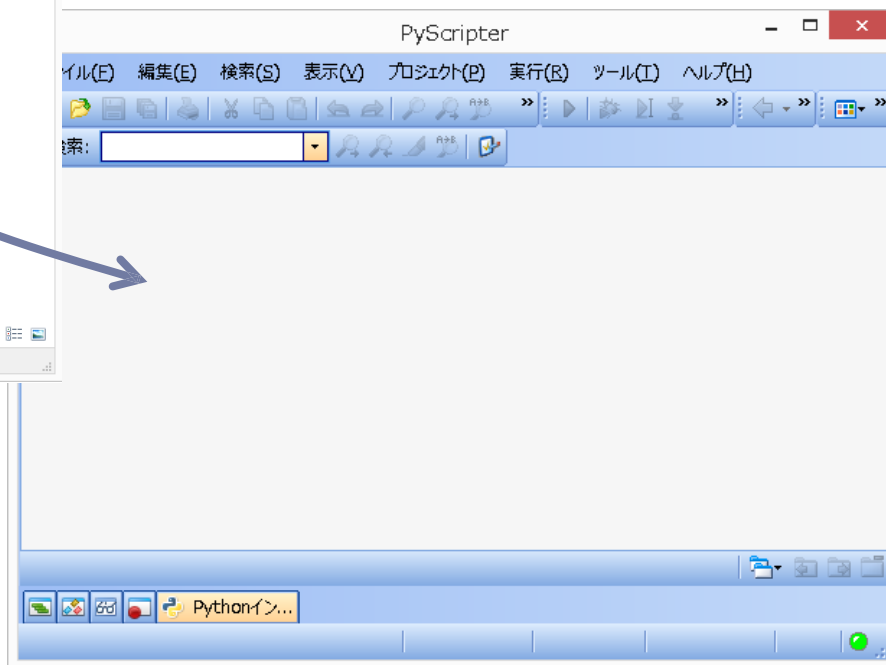 PyScripter
イル(F) 編集(E) 検索(S) 表示(V) プロジェクト(P) 実行(R) ツール(T) ヘルプ(H)
索:
Pythonイン...